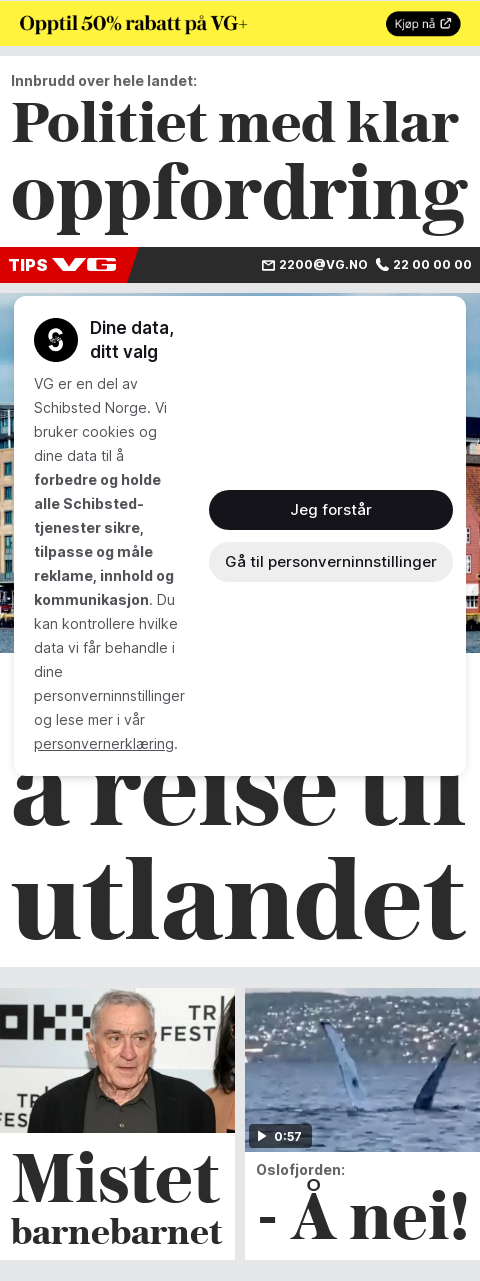 Opptil 50% rabatt på VG+
Kjøp nå
Innbrudd over hele landet:
Politiet med klar
oppfordring
TIPS VG
2200@VG.NO 22 00 00 00
Dine data,
ditt valg
VG er en del av
Schibsted Norge. Vi
bruker cookies og
dine data til å
forbedre og holde
alle Schibsted-
tjenester sikre,
tilpasse og måle
reklame, innhold og
kommunikasjon. Du
kan kontrollere hvilke
data vi får behandle i
dine
personverninnstillinger
og lese mer i vår
personvernerklæring.
Jeg forstår
Gå til personverninnstillinger
å reise til
utlandet
TR
FEST
Mistet
barnebarnet
0:57
Oslofjorden:
- Å nei!